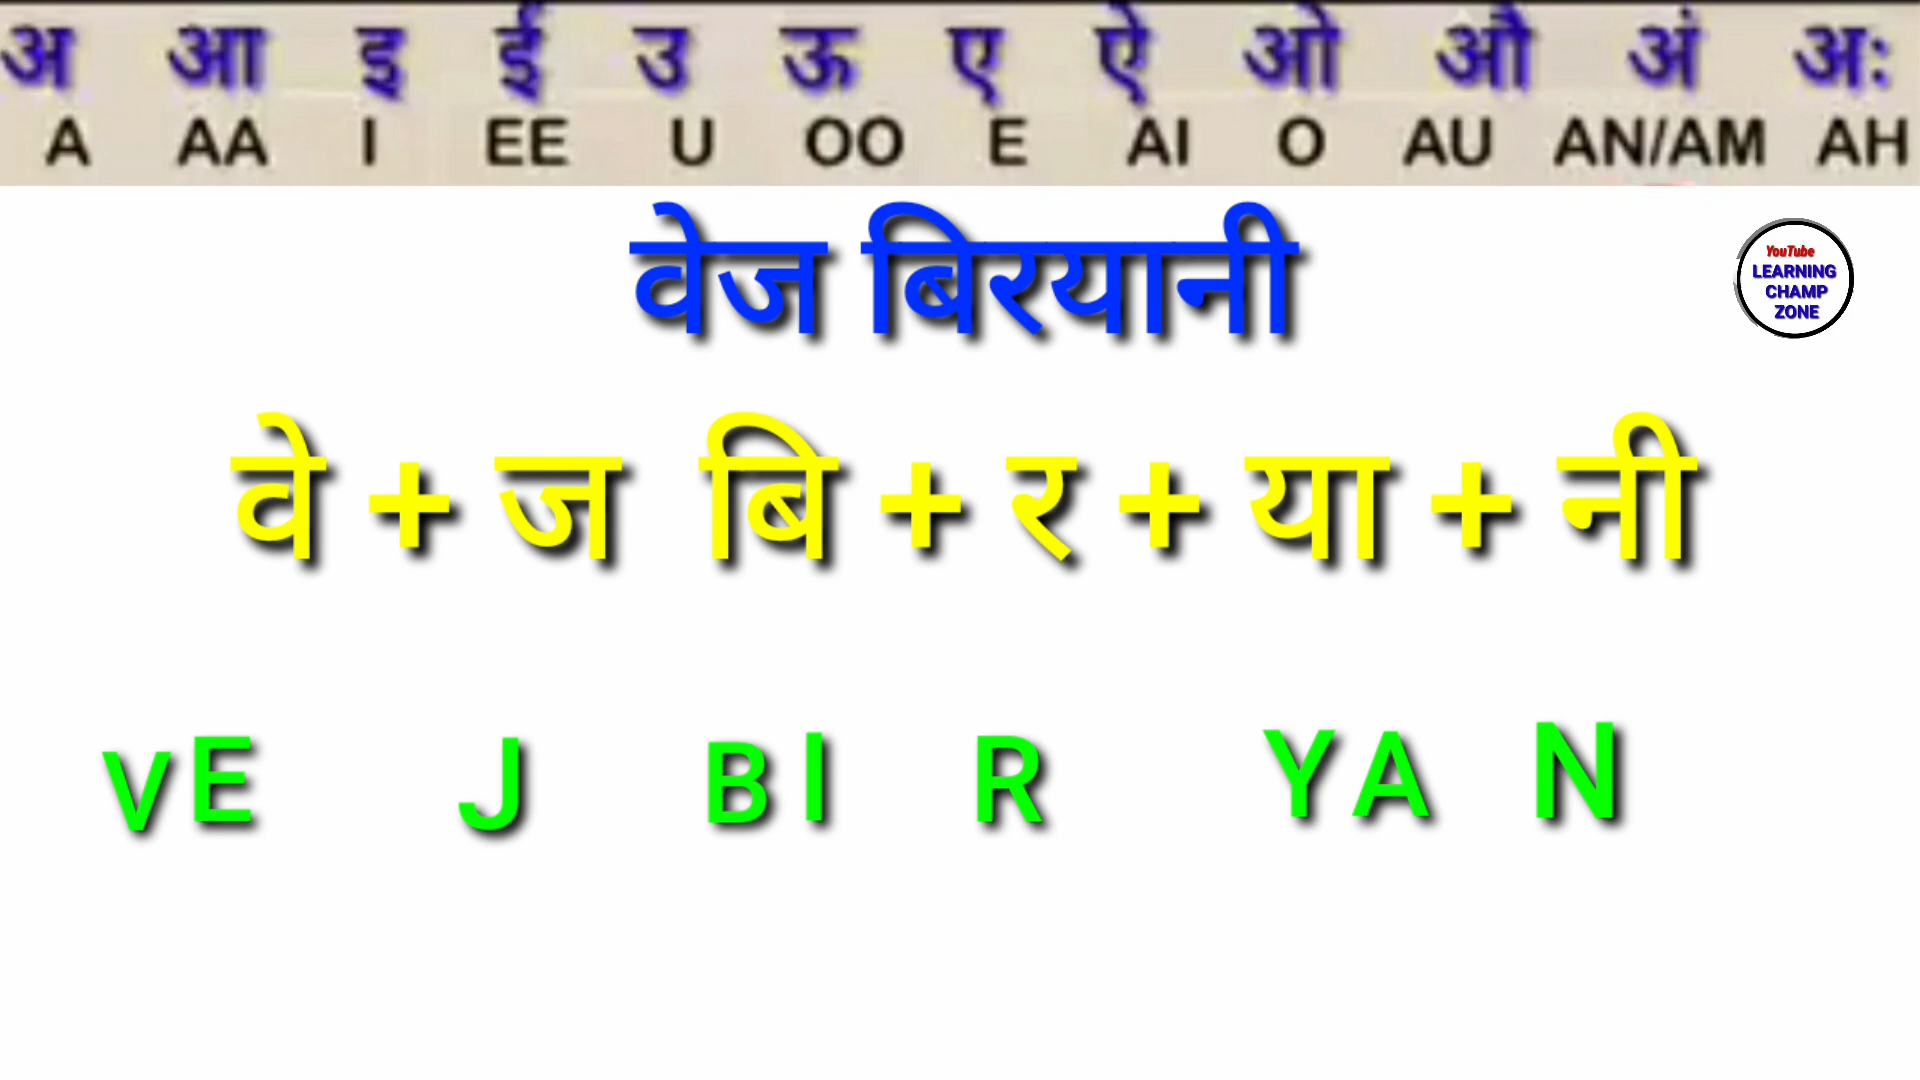 अ आ इ ई उ ऊ ए ऐ ओ औ अं अः
A AA I EE U OO E AI O AU AN/AM AH
वेज बिरयानी
YouTube
LEARNING
CHAMP
ZONE
वे + ज बि + र + या + नी
VE J BI R YA N